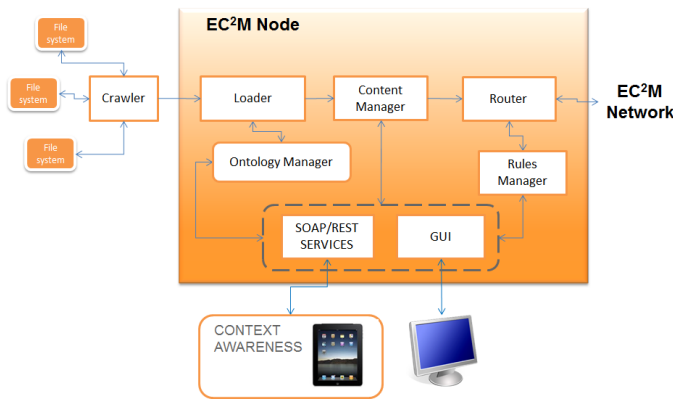 EC²M Node
File
system
File
system
File
system
Crawler
Loader
Content
Manager
Router
EC²M
Network
Ontology Manager
Rules
Manager
SOAP/REST
SERVICES
GUI
CONTEXT
AWARENESS